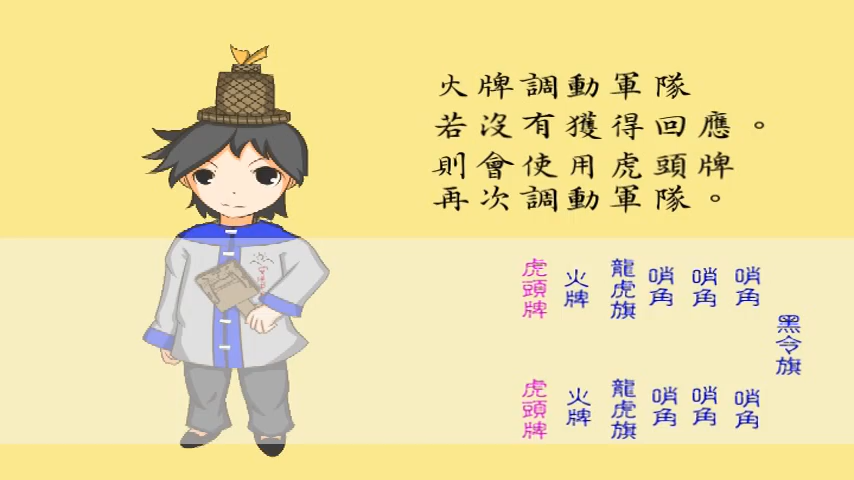 火牌調動軍隊
若沒有獲得回應。
則會使用虎頭牌
再次調動軍隊。
虎頭牌
火牌
龍虎旗
哨角
哨角
哨角
黑令旗
虎頭牌
火牌
龍虎旗
哨角
哨角
哨角